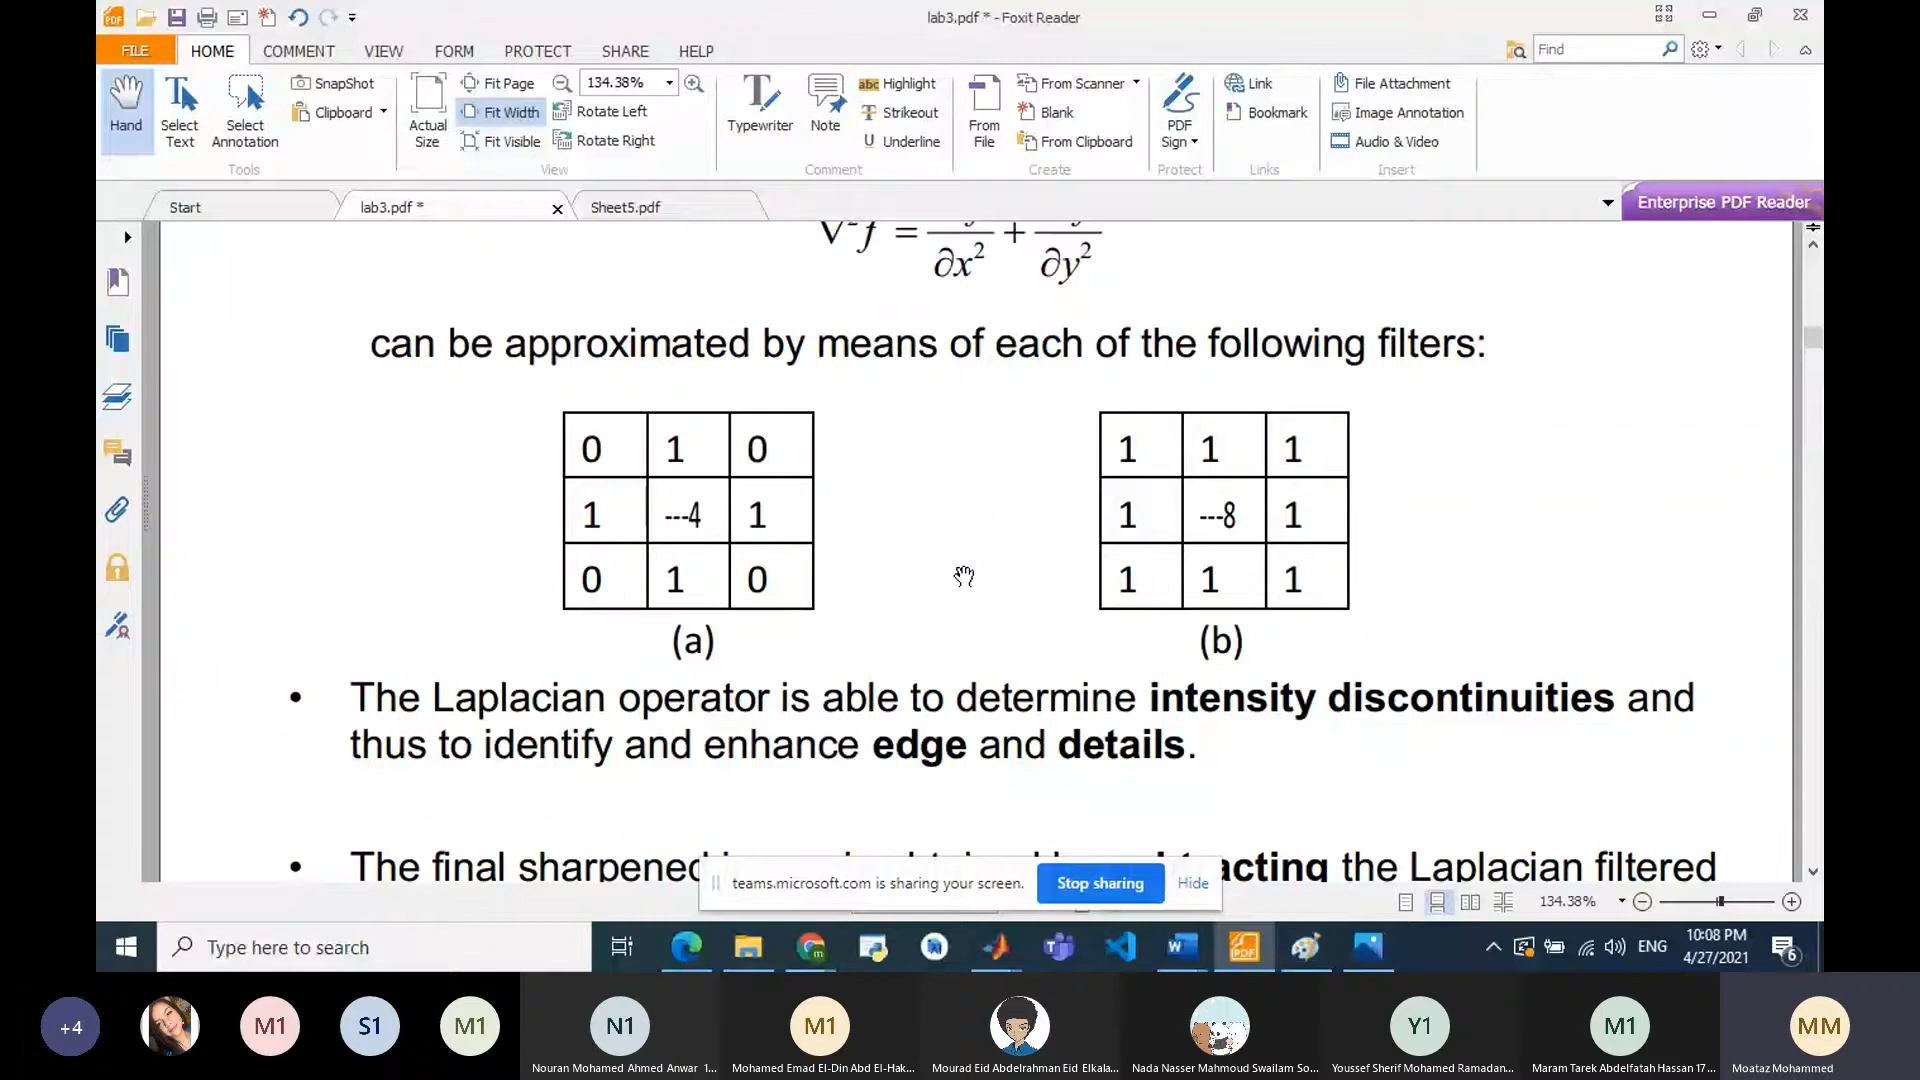 lab3.pdf * - Foxit Reader
FILE HOME COMMENT VIEW FORM PROTECT SHARE HELP
Find
Hand
Select Text
Select Annotation
SnapShot
Clipboard
Tools
Actual Size
Fit Page
Fit Width
Fit Visible
134.38%
Rotate Left
Rotate Right
View
Typewriter
Note
Highlight
Strikeout
Underline
Comment
From File
From Scanner
Blank
From Clipboard
Create
PDF Sign
Protect
Link
Bookmark
Links
File Attachment
Image Annotation
Audio & Video
Insert
Start
lab3.pdf *
Sheet5.pdf
Enterprise PDF Reader
= ∂x² + ∂y²
can be approximated by means of each of the following filters:
0 1 0
1 ---4 1
0 1 0
(a)
1 1 1
1 ---8 1
1 1 1
(b)
• The Laplacian operator is able to determine intensity discontinuities and
thus to identify and enhance edge and details.
• The final sharpened
the Laplacian filtered
teams.microsoft.com is sharing your screen.
Stop sharing
Hide
134.38%
Type here to search
ENG
10:08 PM
4/27/2021
6
+4
M1
S1
M1
N1
M1
Y1
M1
MM
Nouran Mohamed Ahmed Anwar 1...
Mohamed Emad El-Din Abd El-Hak...
Mourad Eid Abdelrahman Eid Elkala...
Nada Nasser Mahmoud Swailam So...
Youssef Sherif Mohamed Ramadan...
Maram Tarek Abdelfatah Hassan 17...
Moataz Mohammed